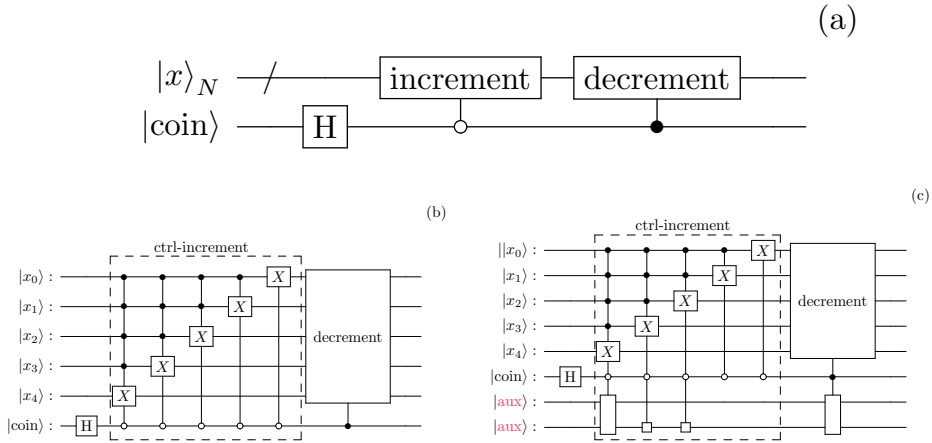 (a)
|x⟩_N increment decrement
|coin⟩ H
(b)
ctrl-increment
|x₀⟩ : X
|x₁⟩ : X
|x₂⟩ : X decrement
|x₃⟩ : X
|x₄⟩ : X
|coin⟩ : H
(c)
ctrl-increment
||x₀⟩ : X
|x₁⟩ : X
|x₂⟩ : X decrement
|x₃⟩ : X
|x₄⟩ : X
|coin⟩ : H
|aux⟩ :
|aux⟩ :